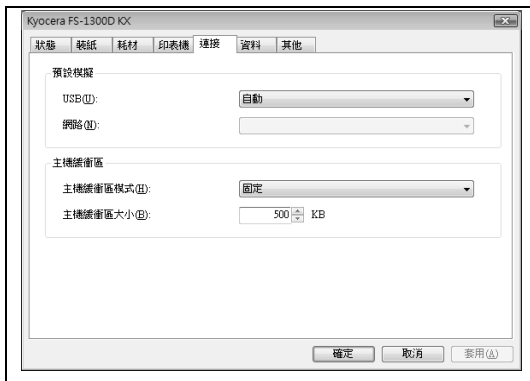 Kyocera FS-1300D KX
狀態 裝紙 耗材 印表機 連接 資料 其他
預設模擬
USB(U): 自動
網路(N):
主機緩衝區
主機緩衝區模式(H): 固定
主機緩衝區大小(B): 500 KB
確定 取消 套用(A)